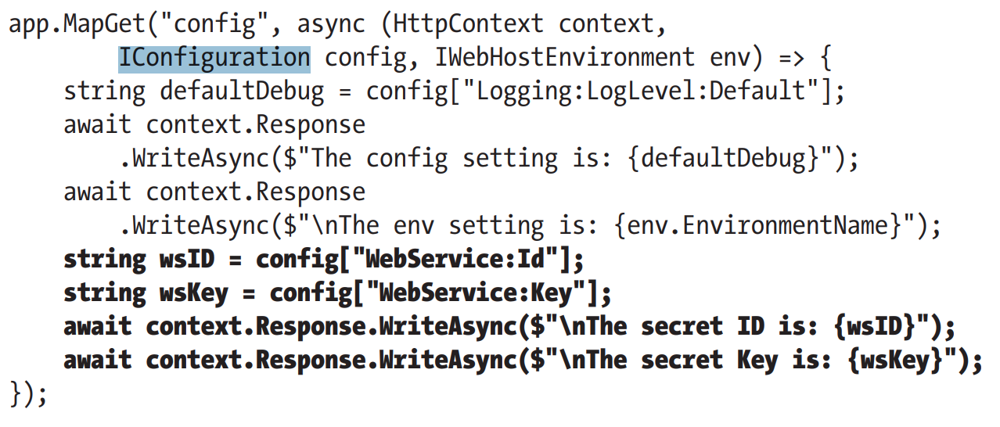 app.MapGet("config", async (HttpContext context,
        IConfiguration config, IWebHostEnvironment env) => {
    string defaultDebug = config["Logging:LogLevel:Default"];
    await context.Response
        .WriteAsync($"The config setting is: {defaultDebug}");
    await context.Response
        .WriteAsync($"\nThe env setting is: {env.EnvironmentName}");
    string wsID = config["WebService:Id"];
    string wsKey = config["WebService:Key"];
    await context.Response.WriteAsync($"\nThe secret ID is: {wsID}");
    await context.Response.WriteAsync($"\nThe secret Key is: {wsKey}");
});